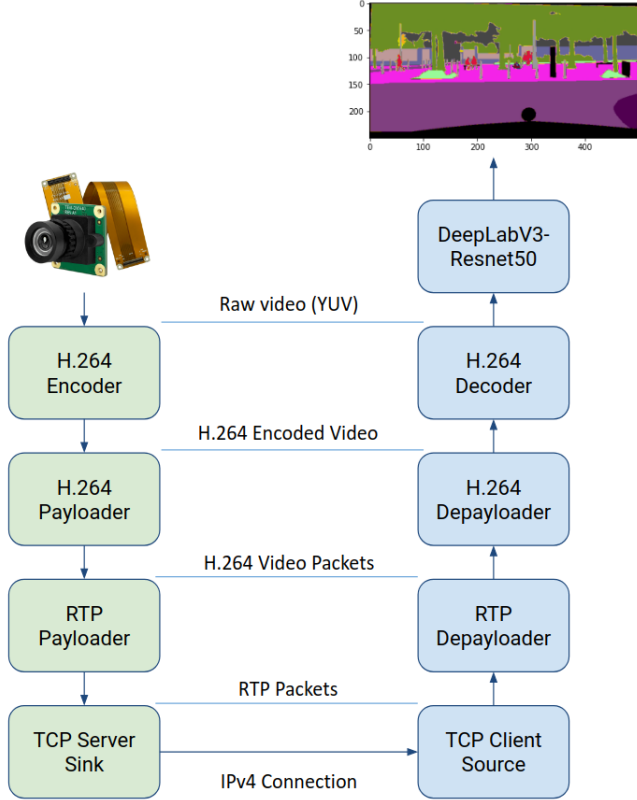 0
50
100
150
200
0
100
200
300
400
DeepLabV3-
Resnet50
Raw video (YUV)
H.264
Encoder
H.264
Decoder
H.264 Encoded Video
H.264
Payloader
H.264
Depayloader
H.264 Video Packets
RTP
Payloader
RTP
Depayloader
RTP Packets
TCP Server
Sink
TCP Client
Source
IPv4 Connection